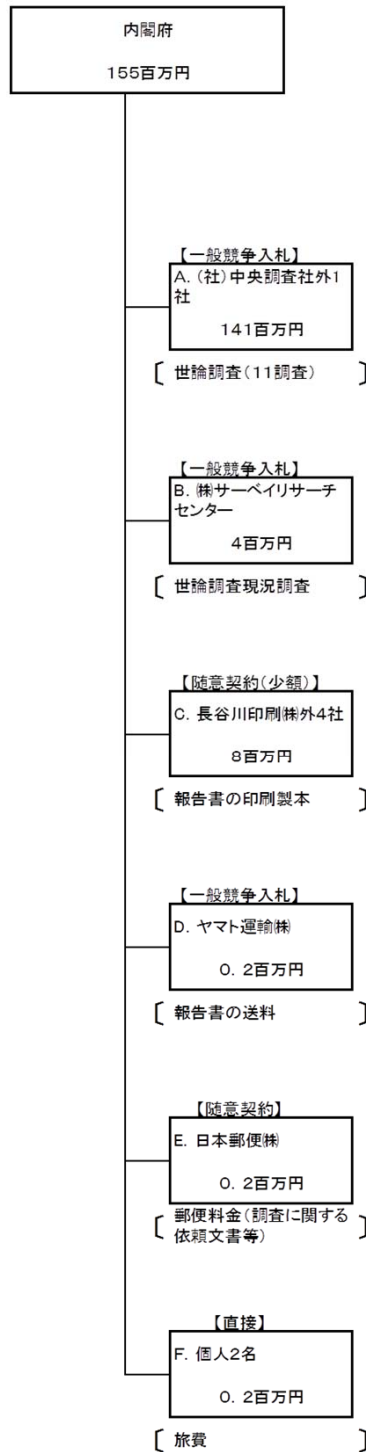 内閣府
155百万円
【一般競争入札】
A. (社)中央調査社外1
社
141百万円
〔 世論調査(11調査) 〕
【一般競争入札】
B. ㈱サーベイリサーチ
センター
4百万円
〔 世論調査現況調査 〕
【随意契約(少額)】
C. 長谷川印刷㈱外4社
8百万円
〔 報告書の印刷製本 〕
【一般競争入札】
D. ヤマト運輸㈱
0. 2百万円
〔 報告書の送料 〕
【随意契約】
E. 日本郵便㈱
0. 2百万円
〔 郵便料金(調査に関する
依頼文書等) 〕
【直接】
F. 個人2名
0. 2百万円
〔 旅費 〕